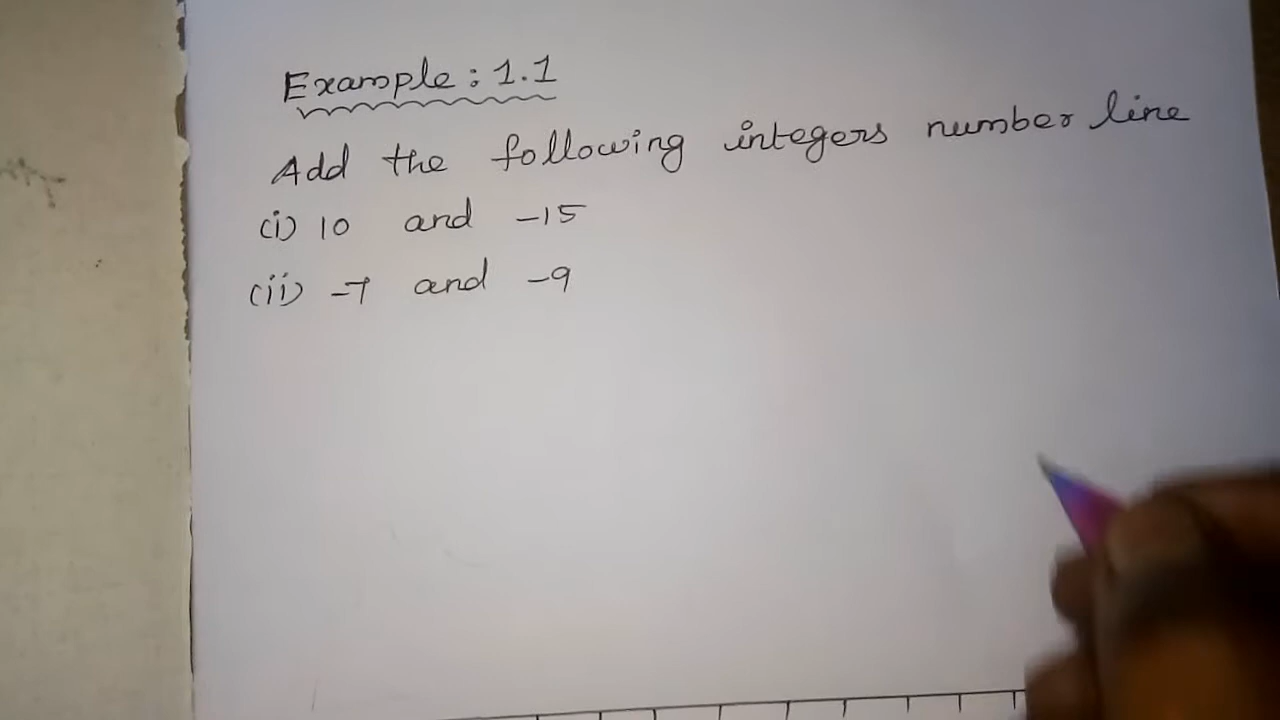 Example: 1.1
Add the following integers number line
(i) 10 and -15
(ii) -7 and -9